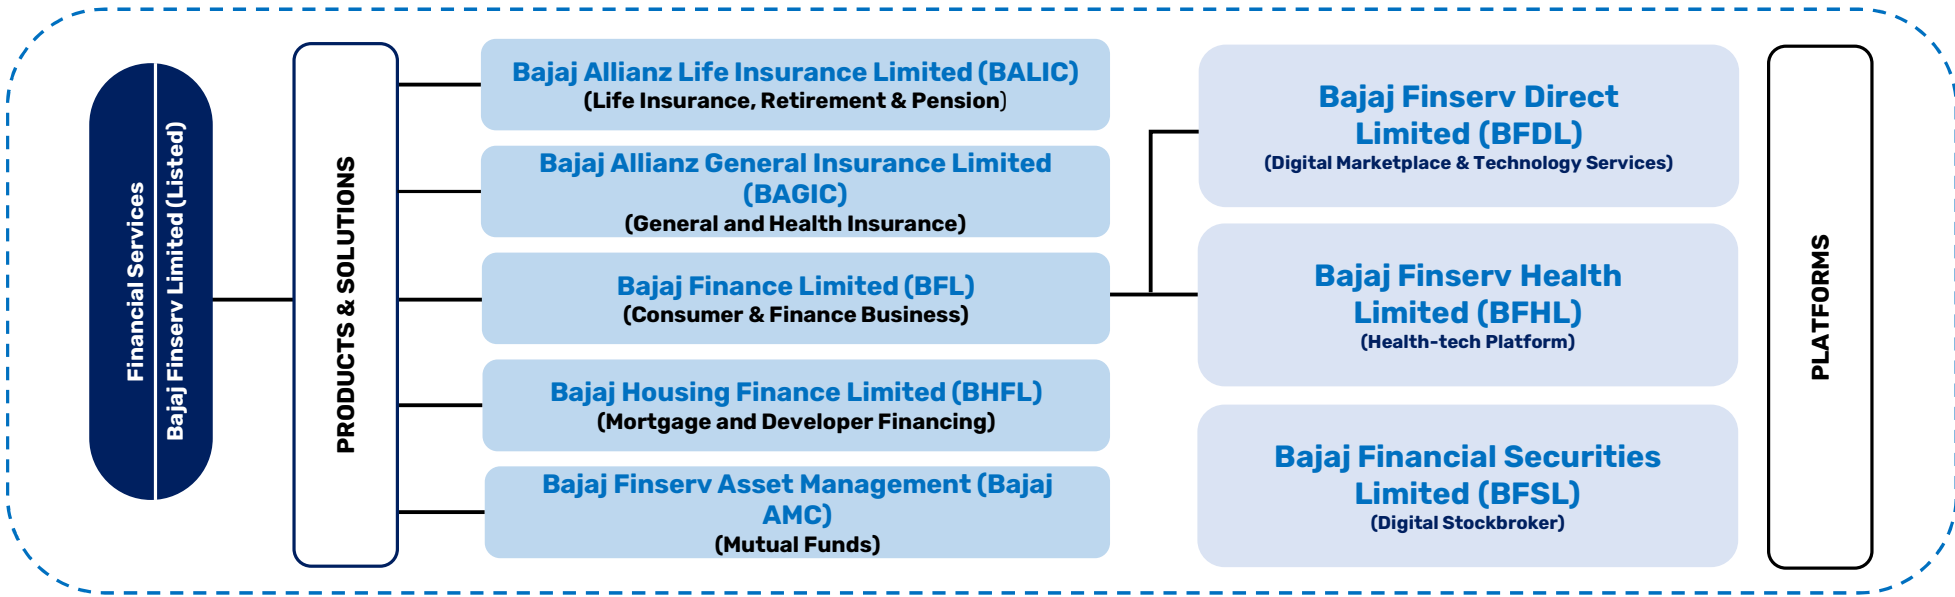 Financial Services
Bajaj Finserv Limited (Listed)
PRODUCTS & SOLUTIONS
Bajaj Allianz Life Insurance Limited (BALIC)
(Life Insurance, Retirement & Pension)
Bajaj Allianz General Insurance Limited
(BAGIC)
(General and Health Insurance)
Bajaj Finance Limited (BFL)
(Consumer & Finance Business)
Bajaj Housing Finance Limited (BHFL)
(Mortgage and Developer Financing)
Bajaj Finserv Asset Management (Bajaj
AMC)
(Mutual Funds)
Bajaj Finserv Direct
Limited (BFDL)
(Digital Marketplace & Technology Services)
Bajaj Finserv Health
Limited (BFHL)
(Health-tech Platform)
Bajaj Financial Securities
Limited (BFSL)
(Digital Stockbroker)
PLATFORMS